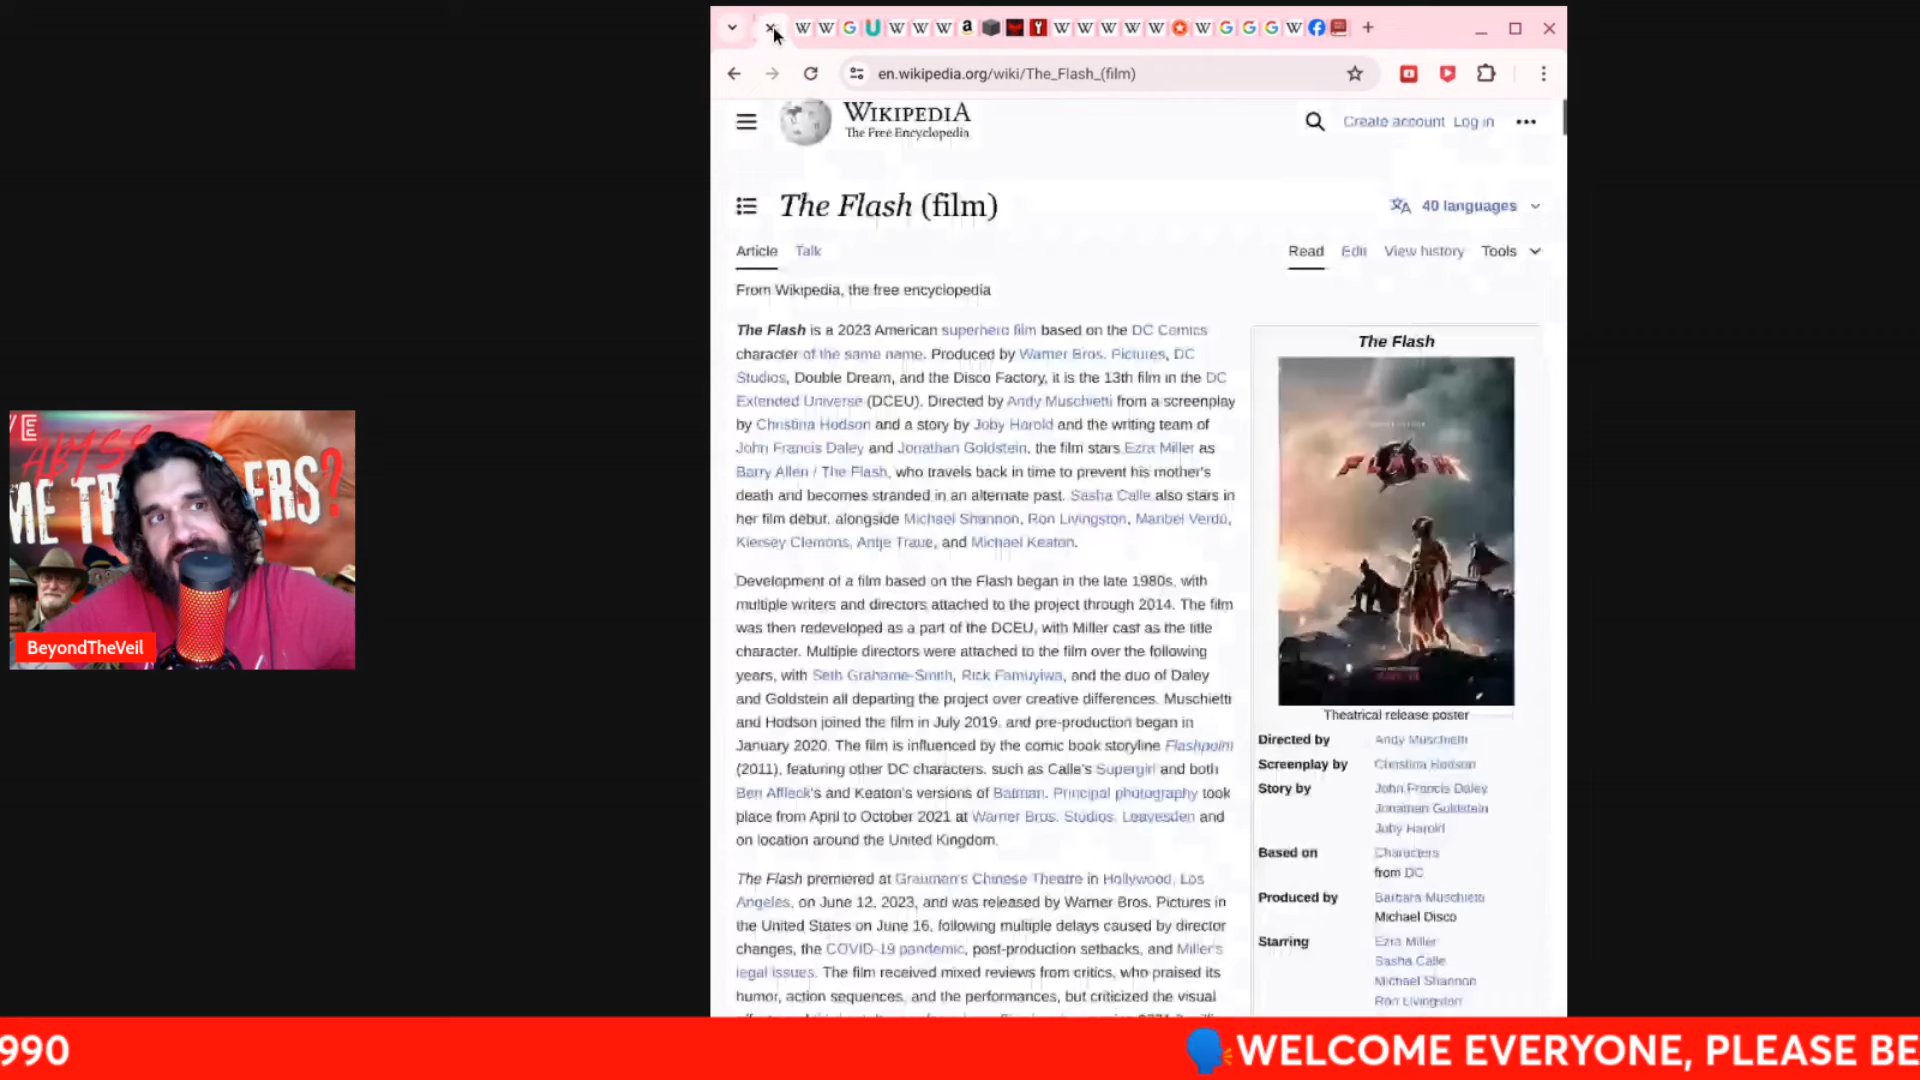 en.wikipedia.org/wiki/The_Flash_(film)
WIKIPEDIA
The Free Encyclopedia
Create account Log in
The Flash (film)
40 languages
Article Talk
Read Edit View history Tools
From Wikipedia, the free encyclopedia
The Flash is a 2023 American superhero film based on the DC Comics
character of the same name. Produced by Warner Bros. Pictures, DC
Studios, Double Dream, and the Disco Factory, it is the 13th film in the DC
Extended Universe (DCEU). Directed by Andy Muschietti from a screenplay
by Christina Hodson and a story by Joby Harold and the writing team of
John Francis Daley and Jonathan Goldstein, the film stars Ezra Miller as
Barry Allen / The Flash, who travels back in time to prevent his mother's
death and becomes stranded in an alternate past. Sasha Calle also stars in
her film debut, alongside Michael Shannon, Ron Livingston, Maribel Verdú,
Kiersey Clemons, Antje Traue, and Michael Keaton.
Development of a film based on the Flash began in the late 1980s, with
multiple writers and directors attached to the project through 2014. The film
was then redeveloped as a part of the DCEU, with Miller cast as the title
character. Multiple directors were attached to the film over the following
years, with Seth Grahame-Smith, Rick Famuyiwa, and the duo of Daley
and Goldstein all departing the project over creative differences. Muschietti
and Hodson joined the film in July 2019, and pre-production began in
January 2020. The film is influenced by the comic book storyline Flashpoint
(2011), featuring other DC characters, such as Calle's Supergirl and both
Ben Affleck's and Keaton's versions of Batman. Principal photography took
place from April to October 2021 at Warner Bros. Studios, Leavesden and
on location around the United Kingdom.
The Flash premiered at Grauman's Chinese Theatre in Hollywood, Los
Angeles, on June 12, 2023, and was released by Warner Bros. Pictures in
the United States on June 16, following multiple delays caused by director
changes, the COVID-19 pandemic, post-production setbacks, and Miller's
legal issues. The film received mixed reviews from critics, who praised its
humor, action sequences, and the performances, but criticized the visual
The Flash
FLASH
Theatrical release poster
Directed by Andy Muschietti
Screenplay by Christina Hodson
Story by John Francis Daley
Jonathan Goldstein
Joby Harold
Based on Characters
from DC
Produced by Barbara Muschietti
Michael Disco
Starring Ezra Miller
Sasha Calle
Michael Shannon
Ron Livingston
ABYSS
ERS?
BeyondTheVeil
990
WELCOME EVERYONE, PLEASE BE